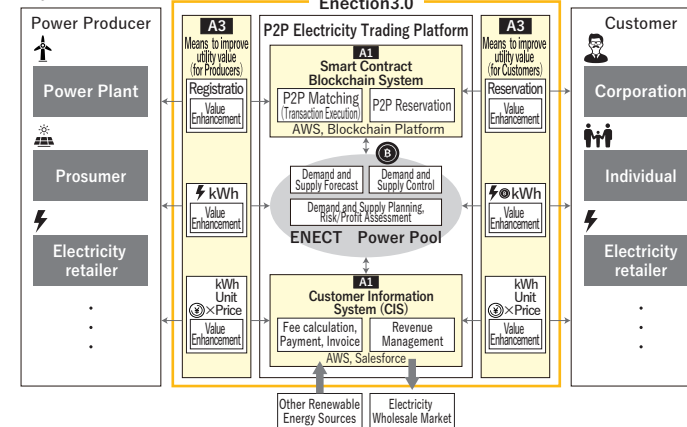 Enection3.0
Power Producer
Power Plant
Prosumer
Electricity
retailer
A3
Means to improve
utility value
(for Producers)
Registratio
Value
Enhancement
kWh
Value
Enhancement
kWh
Unit
¥×Price
Value
Enhancement
P2P Electricity Trading Platform
A1
Smart Contract
Blockchain System
P2P Matching
(Transaction Execution)
P2P Reservation
AWS, Blockchain Platform
B
Demand and
Supply Forecast
Demand and
Supply Control
Demand and Supply Planning,
Risk/Profit Assessment
ENECT Power Pool
A1
Customer Information
System (CIS)
Fee calculation,
Payment, Invoice
Revenue
Management
AWS, Salesforce
Other Renewable
Energy Sources
Electricity
Wholesale Market
A3
Means to improve
utility value
(for Customers)
Reservation
Value
Enhancement
kWh
Value
Enhancement
kWh
Unit
¥×Price
Value
Enhancement
Customer
Corporation
Individual
Electricity
retailer